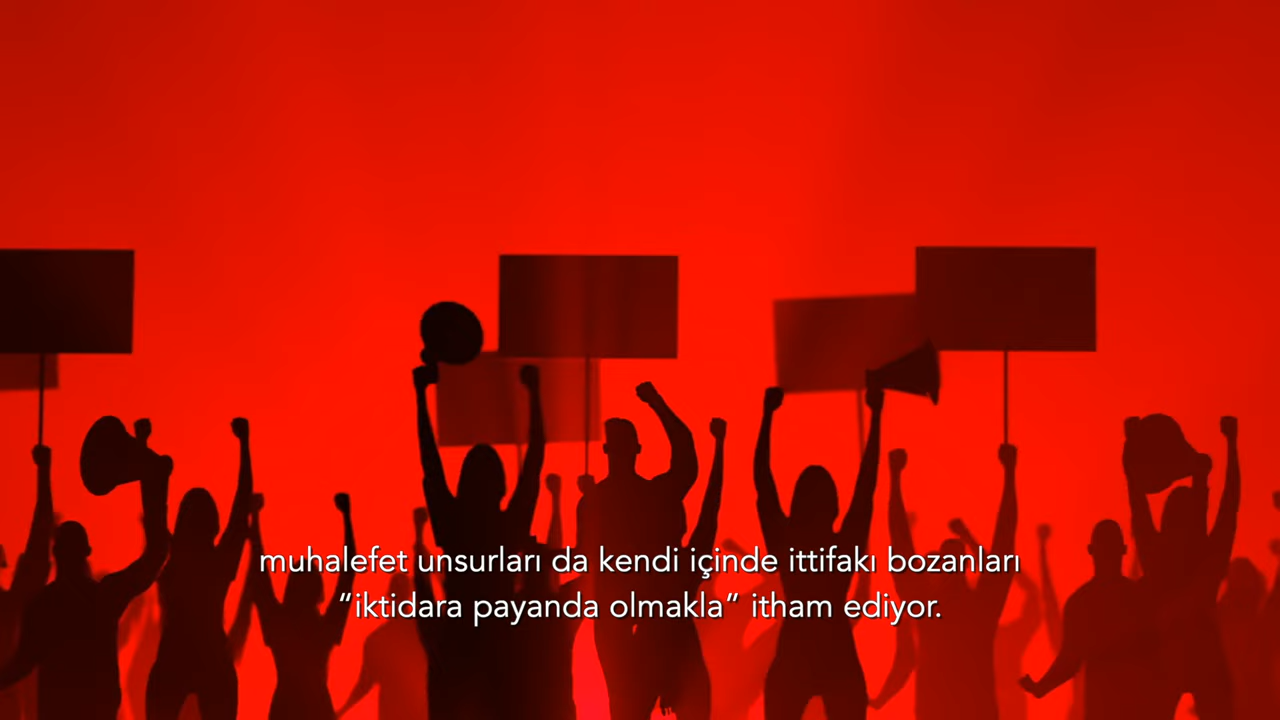 muhalefet unsurları da kendi içinde ittifakı bozanları
“iktidara payanda olmakla” itham ediyor.